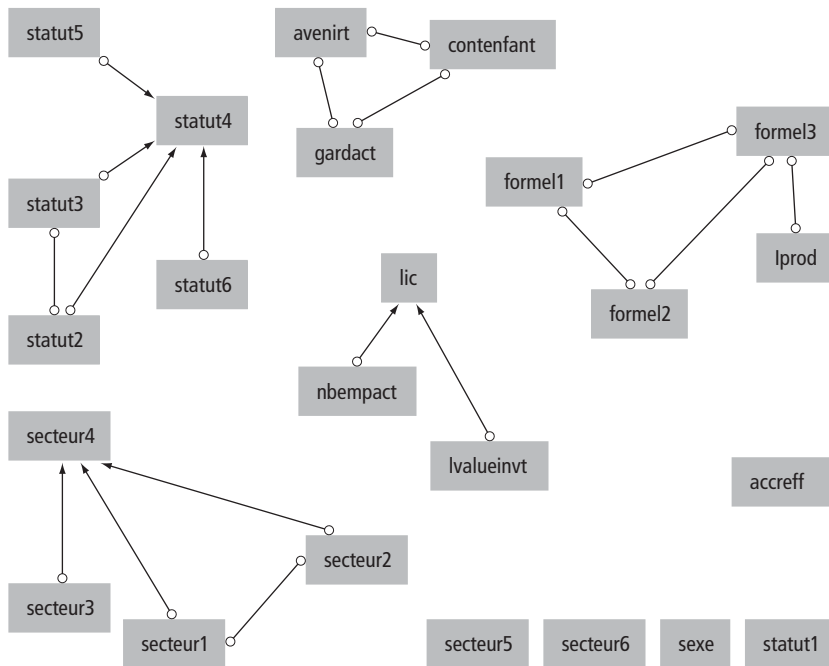 statut5
avenirt
contenfant
statut4
formel3
gardact
formel1
statut3
lprod
lic
statut6
formel2
statut2
nbempact
secteur4
lvalueinvt
accreff
secteur2
secteur3
secteur1
secteur5
secteur6
sexe
statut1